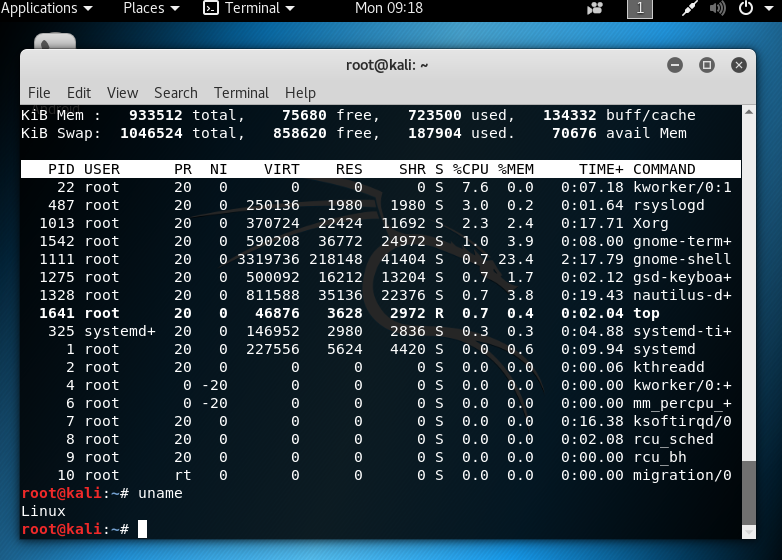 Applications Places Terminal Mon 09:18 1
root@kali: ~
File Edit View Search Terminal Help
KiB Mem :   933512 total,    75680 free,   723500 used,   134332 buff/cache
KiB Swap:  1046524 total,   858620 free,   187904 used.    70676 avail Mem
PID USER      PR  NI    VIRT    RES    SHR S %CPU %MEM     TIME+ COMMAND
22 root      20   0       0      0      0 S  7.6  0.0   0:07.18 kworker/0:1
487 root      20   0  250136   1980   1980 S  3.0  0.2   0:01.64 rsyslogd
1013 root      20   0  370724  22424  11692 S  2.3  2.4   0:17.71 Xorg
1542 root      20   0  590208  36772  24972 S  1.0  3.9   0:08.00 gnome-term+
1111 root      20   0 3319736 218148  41404 S  0.7 23.4   2:17.79 gnome-shell
1275 root      20   0  500092  16212  13204 S  0.7  1.7   0:02.12 gsd-keyboa+
1328 root      20   0  811588  35136  22376 S  0.7  3.8   0:19.43 nautilus-d+
1641 root      20   0   46876   3628   2972 R  0.7  0.4   0:02.04 top
325 systemd+  20   0  146952   2980   2836 S  0.3  0.3   0:04.88 systemd-ti+
1 root      20   0  227556   5624   4420 S  0.0  0.6   0:09.94 systemd
2 root      20   0       0      0      0 S  0.0  0.0   0:00.06 kthreadd
4 root       0 -20       0      0      0 S  0.0  0.0   0:00.00 kworker/0:+
6 root       0 -20       0      0      0 S  0.0  0.0   0:00.00 mm_percpu_+
7 root      20   0       0      0      0 S  0.0  0.0   0:16.38 ksoftirqd/0
8 root      20   0       0      0      0 S  0.0  0.0   0:02.08 rcu_sched
9 root      20   0       0      0      0 S  0.0  0.0   0:00.00 rcu_bh
10 root      rt   0       0      0      0 S  0.0  0.0   0:00.00 migration/0
root@kali:~# uname
Linux
root@kali:~#